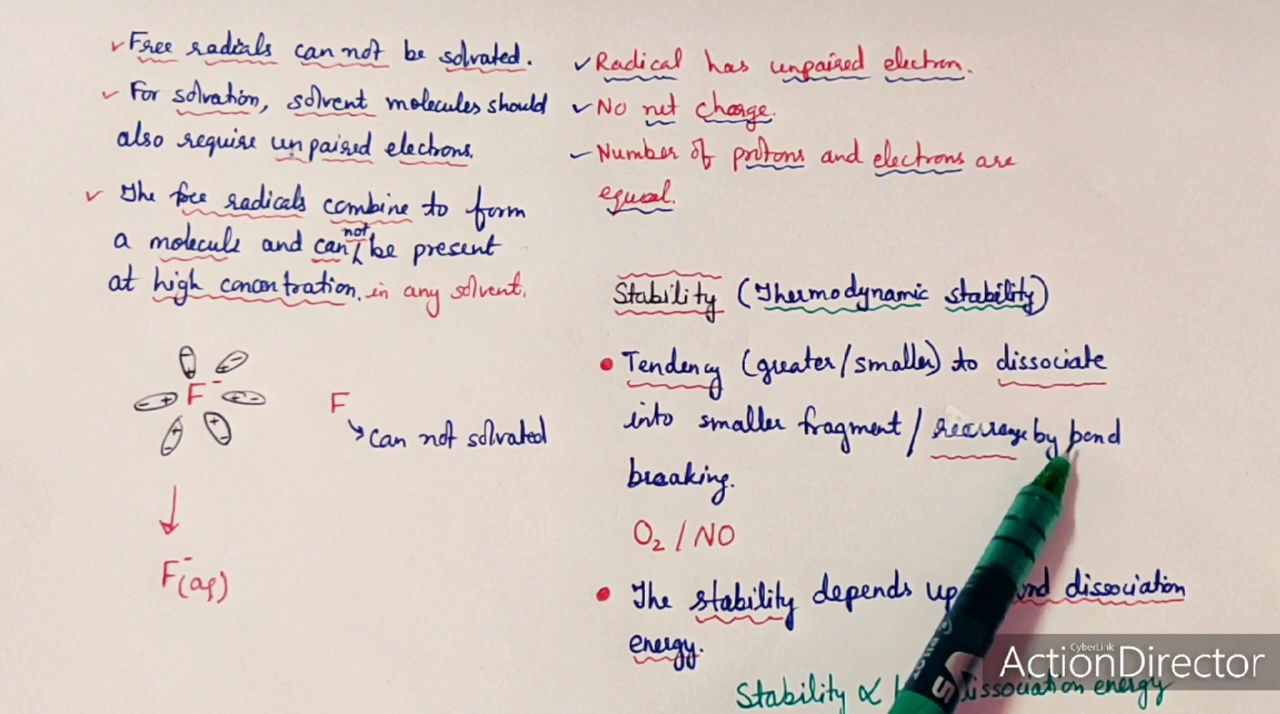 Free radials can not be solvated.
For solvation, solvent molecules should
also require unpaired electrons.
The free radicals combine to form
a molecule and can not be present
at high concentration. in any solvent.
F-
F
can not solvated
F-(aq)
Radical has unpaired electron.
No net charge.
Number of protons and electrons are
equal.
Stability (Thermodynamic stability)
Tendency (greater/smaller) to dissociate
into smaller fragment / rearrange by bond
breaking.
O2 / NO
The stability depends dissociation
energy.
Stability ∝ dissociation energy
CyberLink
ActionDirector